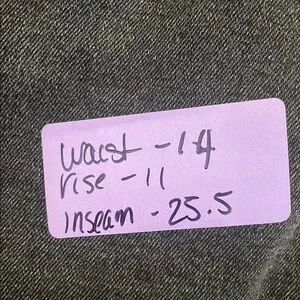 waist - 14
rise - 11
inseam - 25.5